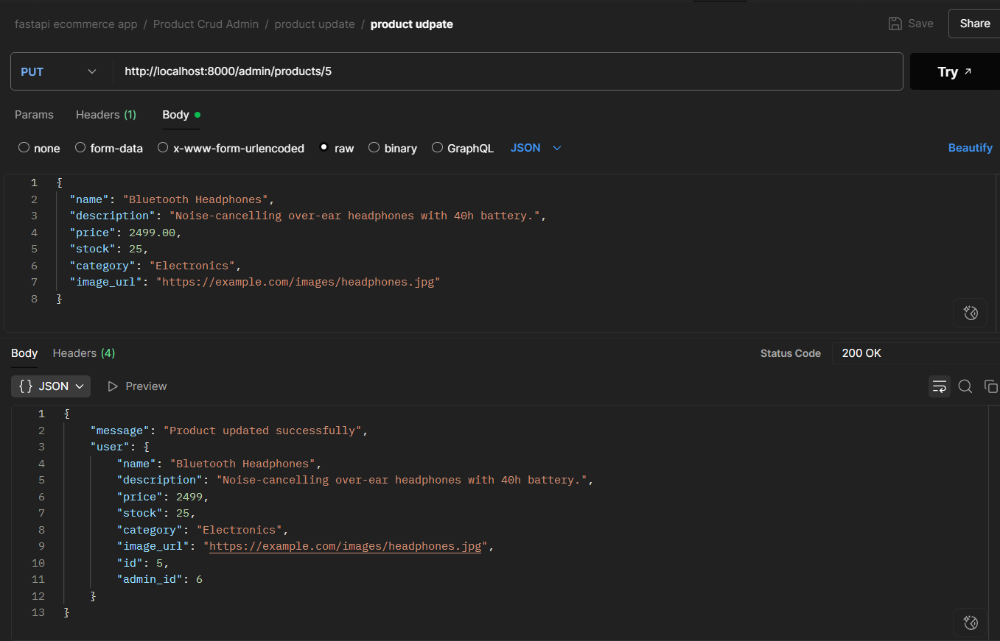 fastapi ecommerce app / Product Crud Admin / product update / product udpate
Save
Share
PUT
http://localhost:8000/admin/products/5
Try ↗
Params Headers (1) Body
none form-data x-www-form-urlencoded raw binary GraphQL JSON
Beautify
1 {
2 "name": "Bluetooth Headphones",
3 "description": "Noise-cancelling over-ear headphones with 40h battery.",
4 "price": 2499.00,
5 "stock": 25,
6 "category": "Electronics",
7 "image_url": "https://example.com/images/headphones.jpg"
8 }
Body Headers (4)
Status Code 200 OK
{} JSON Preview
1 {
2 "message": "Product updated successfully",
3 "user": {
4 "name": "Bluetooth Headphones",
5 "description": "Noise-cancelling over-ear headphones with 40h battery.",
6 "price": 2499,
7 "stock": 25,
8 "category": "Electronics",
9 "image_url": "https://example.com/images/headphones.jpg",
10 "id": 5,
11 "admin_id": 6
12 }
13 }